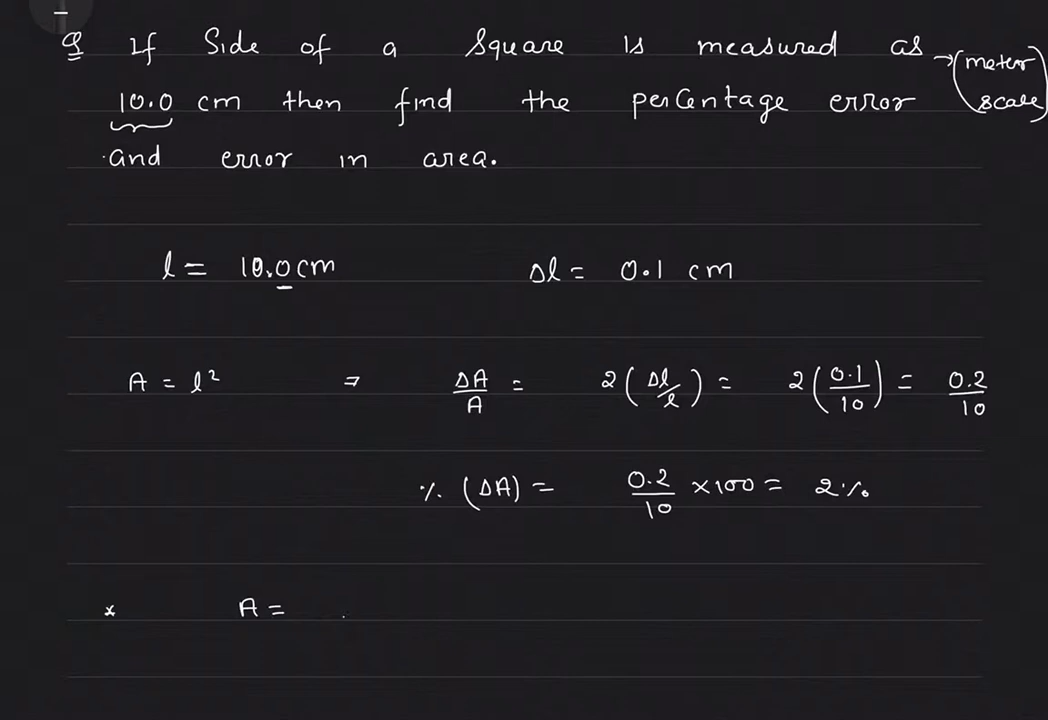 Q If Side of a Square is measured as → (meter scale)
10.0 cm then find the percentage error
and error in area.
l = 10.0 cm Δl = 0.1 cm
A = l² ⇒ ΔA/A = 2(Δl/l) = 2(0.1/10) = 0.2/10
% (ΔA) = 0.2/10 ×100 = 2%
* A =